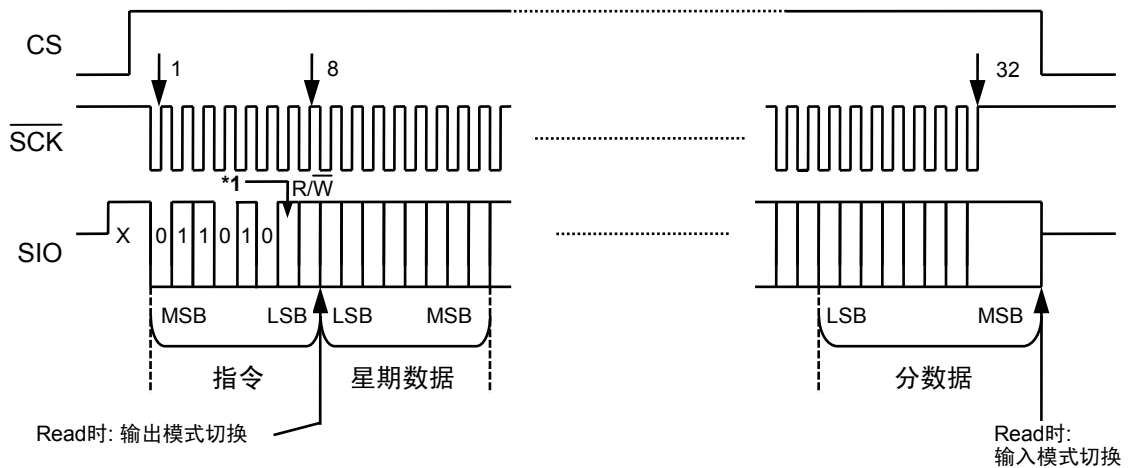 CS
1
8
32
SCK
*1
R/W
SIO
X 0 1 1 0 1 0
MSB LSB LSB MSB LSB MSB
指令 星期数据 分数据
Read时: 输出模式切换
Read时:
输入模式切换